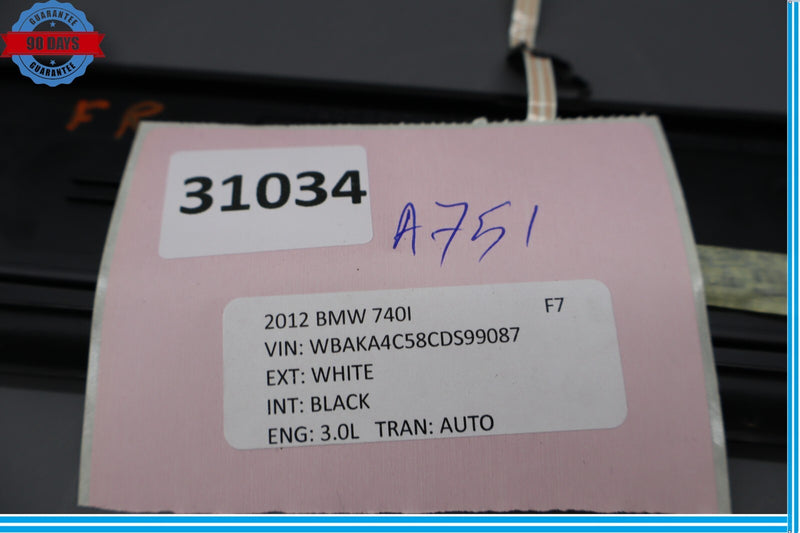 GUARANTEE
90 DAYS
GUARANTEE
FR
31034
A751
2012 BMW 740I F7
VIN: WBAKA4C58CDS99087
EXT: WHITE
INT: BLACK
ENG: 3.0L TRAN: AUTO